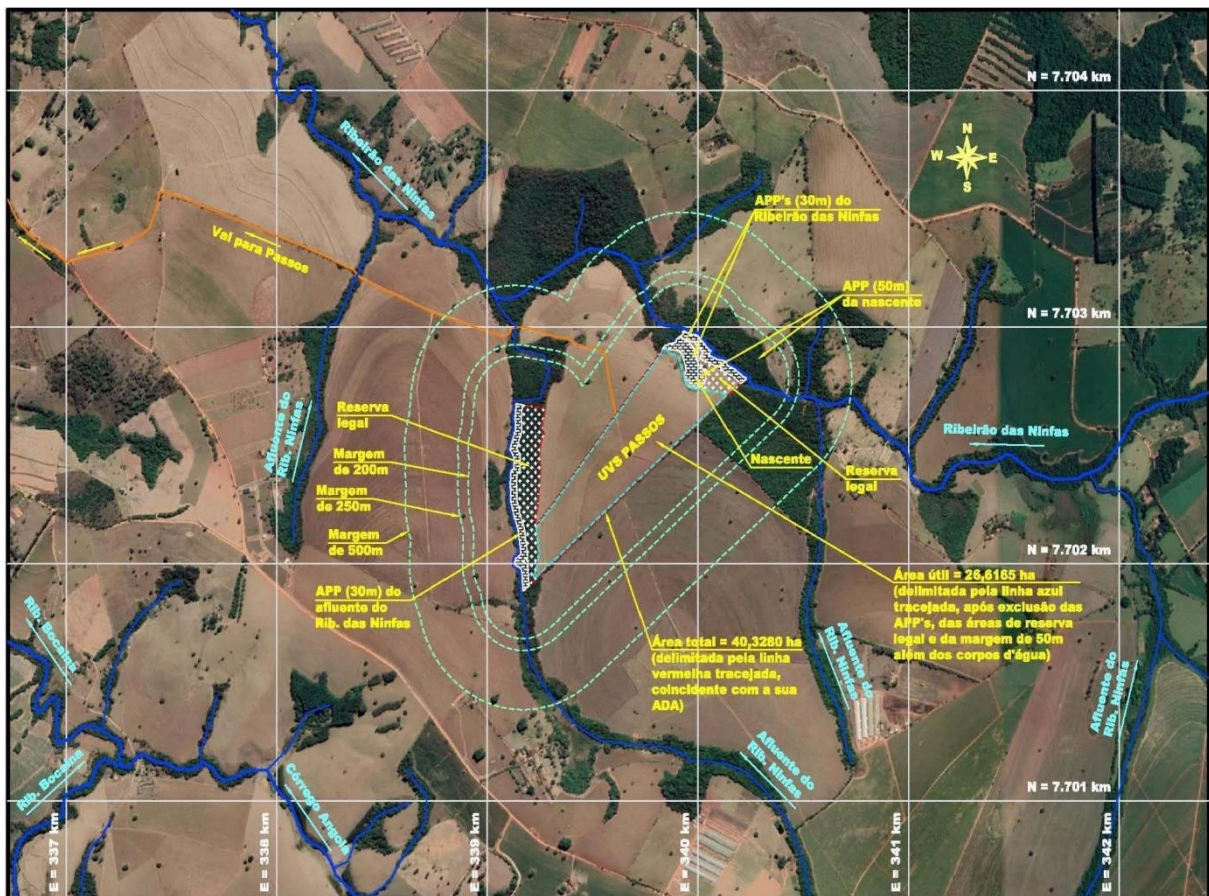 N = 7.704 km
N
W
E
S
Ribeirão das Ninfas
APP's (30m) do
Ribeirão das Ninfas
Vai para Passos
APP (50m)
da nascente
N = 7.703 km
Afluente do
Rib. Ninfas
Reserva
legal
UVS PASSOS
Ribeirão das Ninfas
Margem
de 200m
Nascente
Reserva
legal
Margem
de 250m
Margem
de 500m
N = 7.702 km
APP (30m) do
afluente do
Rib. das Ninfas
Área útil = 26,6165 ha
(delimitada pela linha azul
tracejada, após exclusão das
APP's, das áreas de reserva
legal e da margem de 50m
além dos corpos d'água)
Rib. Bocaina
Área total = 40,3280 ha
(delimitada pela linha
vermelha tracejada,
coincidente com a sua
ADA)
Afluente do
Rib. Ninfas
Afluente do
Rib. Ninfas
Rib. Bocaina
Córrego Angola
Afluente do
Rib. Ninfas
N = 7.701 km
E = 337 km
E = 338 km
E = 339 km
E = 340 km
E = 341 km
E = 342 km